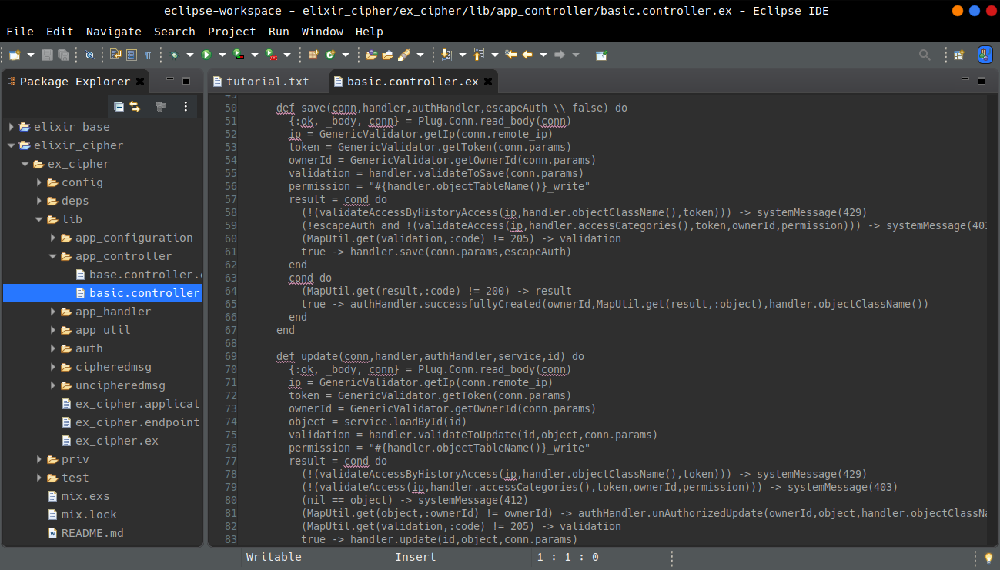 eclipse-workspace - elixir_cipher/ex_cipher/lib/app_controller/basic.controller.ex - Eclipse IDE
File Edit Navigate Search Project Run Window Help
Package Explorer
tutorial.txt
basic.controller.ex
elixir_base
elixir_cipher
ex_cipher
config
deps
lib
app_configuration
app_controller
base.controller.
basic.controller
app_handler
app_util
auth
cipheredmsg
uncipheredmsg
ex_cipher.applicat
ex_cipher.endpoint
ex_cipher.ex
priv
test
mix.exs
mix.lock
README.md
49
50 def save(conn,handler,authHandler,escapeAuth \\ false) do
51 {:ok, _body, conn} = Plug.Conn.read_body(conn)
52 ip = GenericValidator.getIp(conn.remote_ip)
53 token = GenericValidator.getToken(conn.params)
54 ownerId = GenericValidator.getOwnerId(conn.params)
55 validation = handler.validateToSave(conn.params)
56 permission = "#{handler.objectTableName()}_write"
57 result = cond do
58 (!(validateAccessByHistoryAccess(ip,handler.objectClassName(),token))) -> systemMessage(429)
59 (!escapeAuth and !(validateAccess(ip,handler.accessCategories(),token,ownerId,permission))) -> systemMessage(403
60 (MapUtil.get(validation,:code) != 205) -> validation
61 true -> handler.save(conn.params,escapeAuth)
62 end
63 cond do
64 (MapUtil.get(result,:code) != 200) -> result
65 true -> authHandler.successfullyCreated(ownerId,MapUtil.get(result,:object),handler.objectClassName())
66 end
67 end
68
69 def update(conn,handler,authHandler,service,id) do
70 {:ok, _body, conn} = Plug.Conn.read_body(conn)
71 ip = GenericValidator.getIp(conn.remote_ip)
72 token = GenericValidator.getToken(conn.params)
73 ownerId = GenericValidator.getOwnerId(conn.params)
74 object = service.loadById(id)
75 validation = handler.validateToUpdate(id,object,conn.params)
76 permission = "#{handler.objectTableName()}_write"
77 result = cond do
78 (!(validateAccessByHistoryAccess(ip,handler.objectClassName(),token))) -> systemMessage(429)
79 (!(validateAccess(ip,handler.accessCategories(),token,ownerId,permission))) -> systemMessage(403)
80 (nil == object) -> systemMessage(412)
81 (MapUtil.get(object,:ownerId) != ownerId) -> authHandler.unAuthorizedUpdate(ownerId,object,handler.objectClassNa
82 (MapUtil.get(validation,:code) != 205) -> validation
83 true -> handler.update(id,object,conn.params)
Writable
Insert
1 : 1 : 0